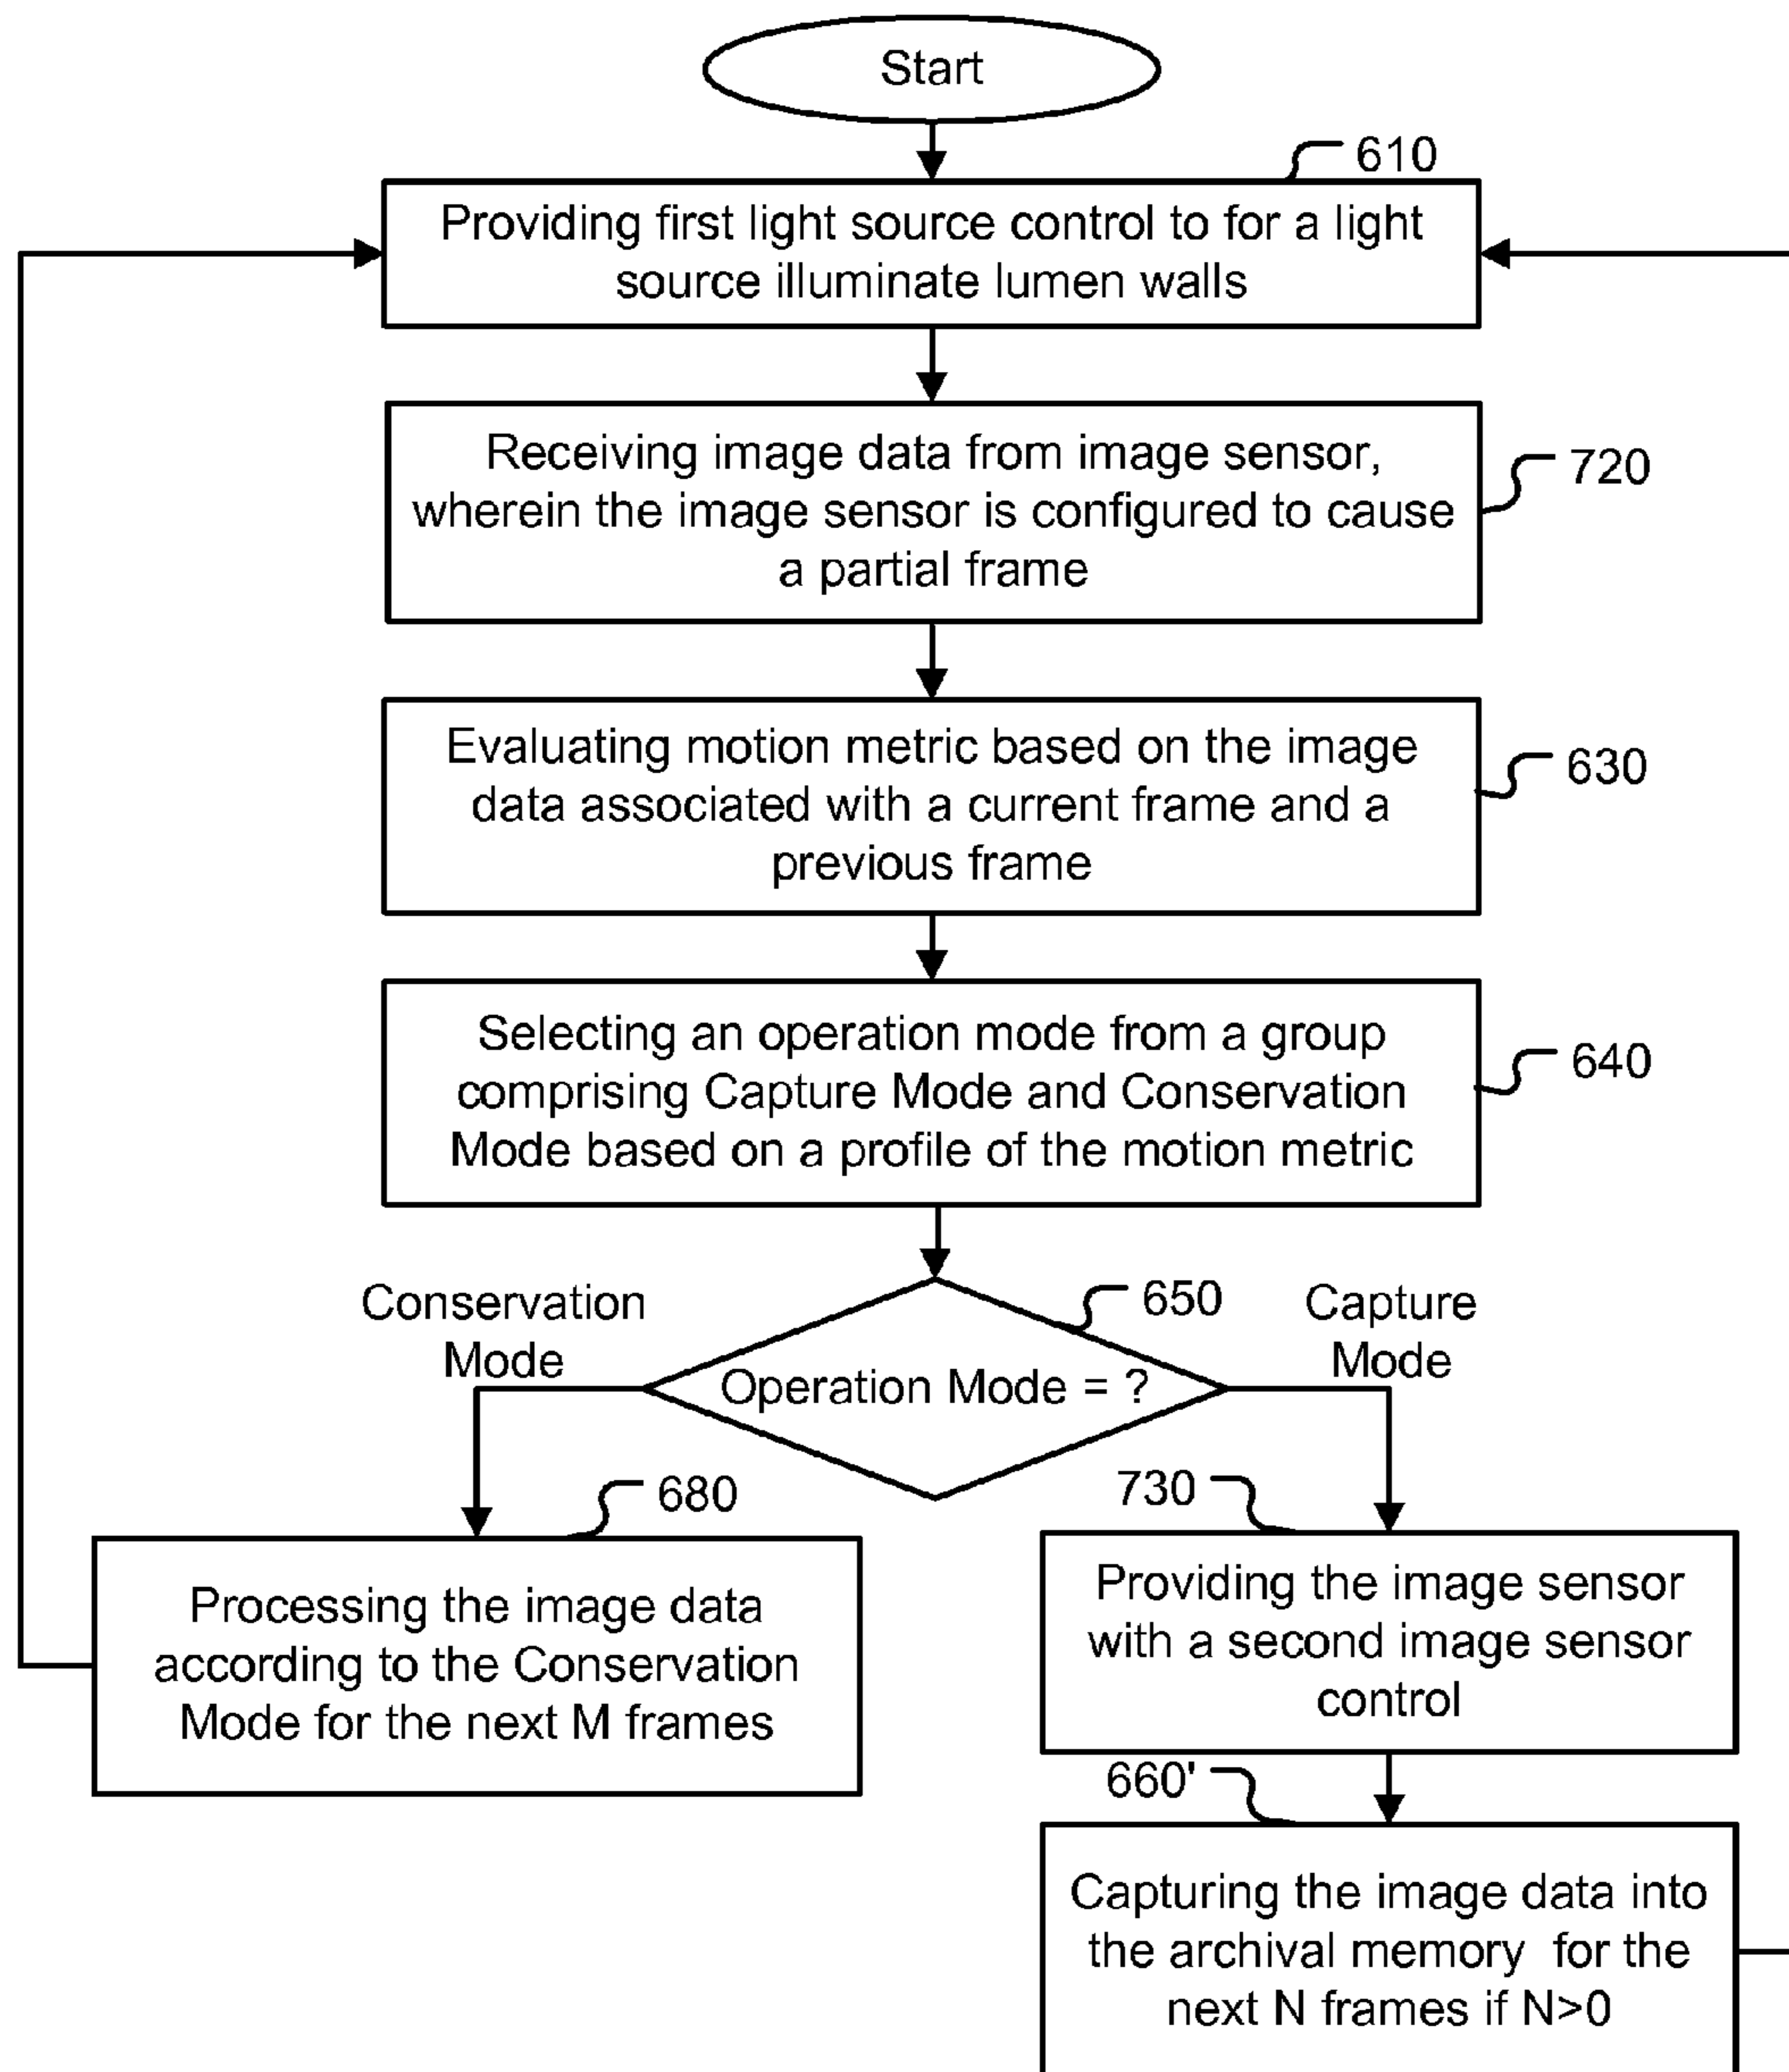 Start
610
Providing first light source control to for a light
source illuminate lumen walls
Receiving image data from image sensor,
wherein the image sensor is configured to cause
a partial frame
720
Evaluating motion metric based on the image
data associated with a current frame and a
previous frame
630
Selecting an operation mode from a group
comprising Capture Mode and Conservation
Mode based on a profile of the motion metric
640
Conservation
Mode
650
Capture
Mode
Operation Mode = ?
680
730
Processing the image data
according to the Conservation
Mode for the next M frames
Providing the image sensor
with a second image sensor
control
660'
Capturing the image data into
the archival memory for the
next N frames if N>0